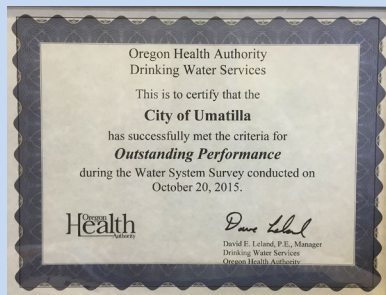 Oregon Health Authority
Drinking Water Services
This is to certify that the
City of Umatilla
has successfully met the criteria for
Outstanding Performance
during the Water System Survey conducted on
October 20, 2015.
Oregon
Health
Authority
Dave Leland
David E. Leland, P.E., Manager
Drinking Water Services
Oregon Health Authority